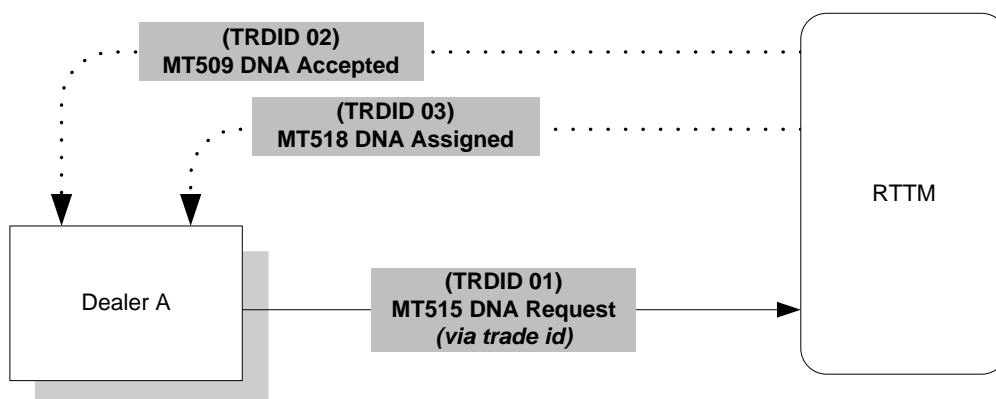 (TRDID 02)
MT509 DNA Accepted
(TRDID 03)
MT518 DNA Assigned
RTTM
Dealer A
(TRDID 01)
MT515 DNA Request
(via trade id)